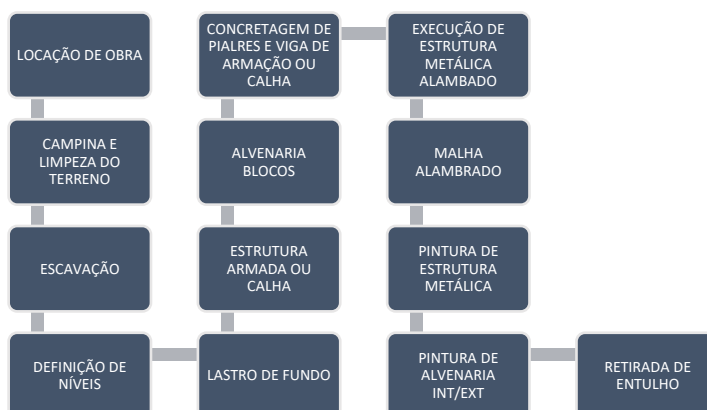 LOCAÇÃO DE OBRA
CAMPINA E
LIMPEZA DO
TERRENO
ESCAVAÇÃO
DEFINIÇÃO DE
NÍVEIS
LASTRO DE FUNDO
ESTRUTURA
ARMADA OU
CALHA
ALVENARIA
BLOCOS
CONCRETAGEM DE
PIALRES E VIGA DE
ARMAÇÃO OU
CALHA
EXECUÇÃO DE
ESTRUTURA
METÁLICA
ALAMBADO
MALHA
ALAMBRADO
PINTURA DE
ESTRUTURA
METÁLICA
PINTURA DE
ALVENARIA
INT/EXT
RETIRADA DE
ENTULHO